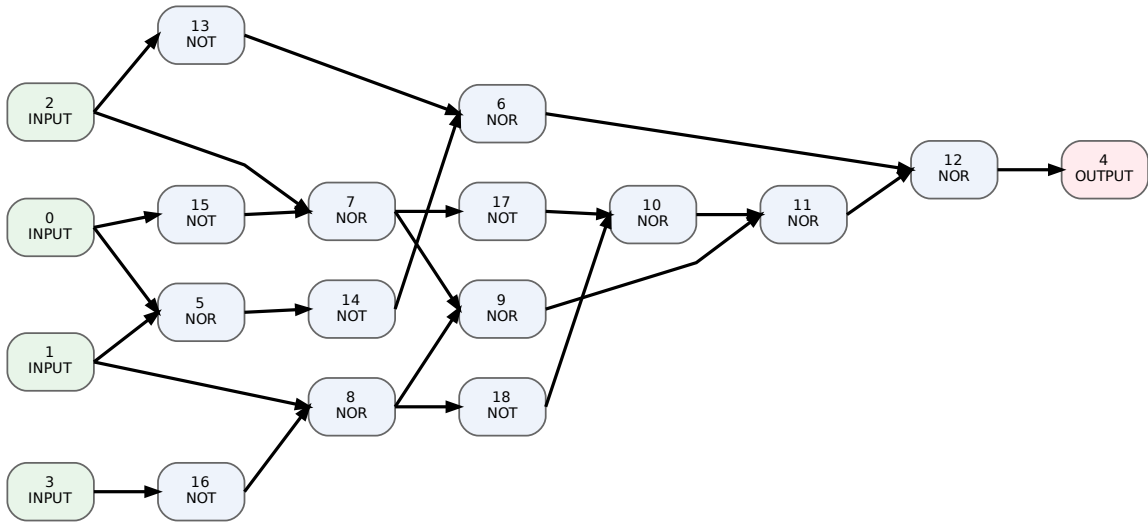 13
NOT
2
INPUT
6
NOR
12
NOR
4
OUTPUT
0
INPUT
15
NOT
7
NOR
17
NOT
10
NOR
11
NOR
5
NOR
14
NOT
9
NOR
1
INPUT
8
NOR
18
NOT
3
INPUT
16
NOT